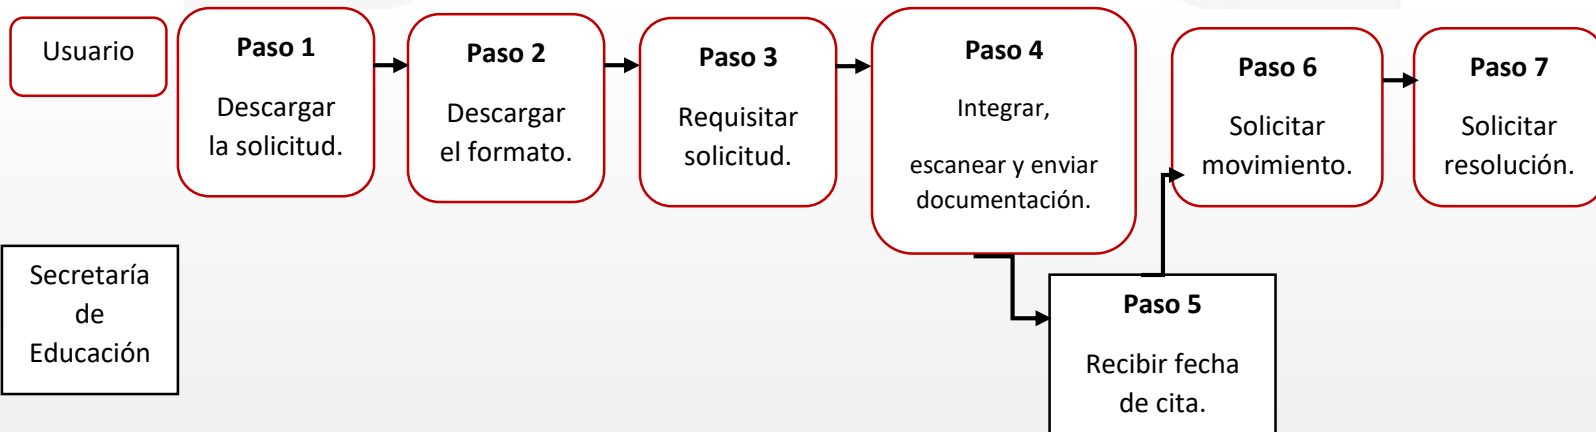 Usuario
Paso 1
Descargar
la solicitud.
Paso 2
Descargar
el formato.
Paso 3
Requisitar
solicitud.
Paso 4
Integrar,
escanear y enviar
documentación.
Paso 6
Solicitar
movimiento.
Paso 7
Solicitar
resolución.
Secretaría
de
Educación
Paso 5
Recibir fecha
de cita.